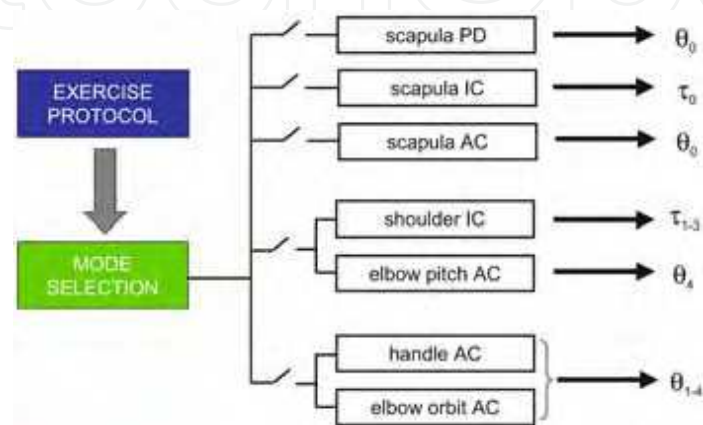 EXERCISE
PROTOCOL
MODE
SELECTION
scapula PD
θ₀
scapula IC
τ₀
scapula AC
θ₀
shoulder IC
τ₁₋₃
elbow pitch AC
θ₄
handle AC
elbow orbit AC
θ₁₋₄